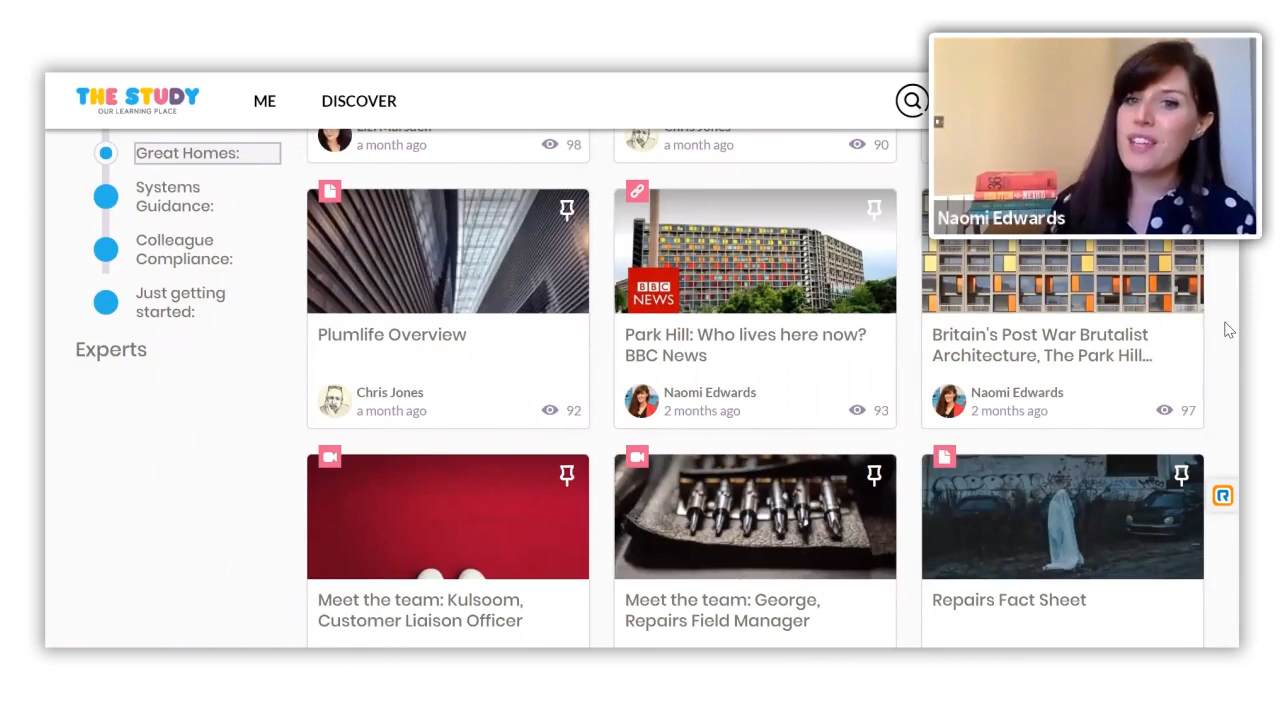 THE STUDY
OUR LEARNING PLACE
ME
DISCOVER
Naomi Edwards
Great Homes:
Systems
Guidance:
Colleague
Compliance:
Just getting
started:
Experts
a month ago
98
Chris Jones
a month ago
90
BBC
NEWS
Plumlife Overview
Chris Jones
a month ago
92
Park Hill: Who lives here now?
BBC News
Naomi Edwards
2 months ago
93
Britain's Post War Brutalist
Architecture, The Park Hill...
Naomi Edwards
2 months ago
97
Meet the team: Kulsoom,
Customer Liaison Officer
Meet the team: George,
Repairs Field Manager
Repairs Fact Sheet